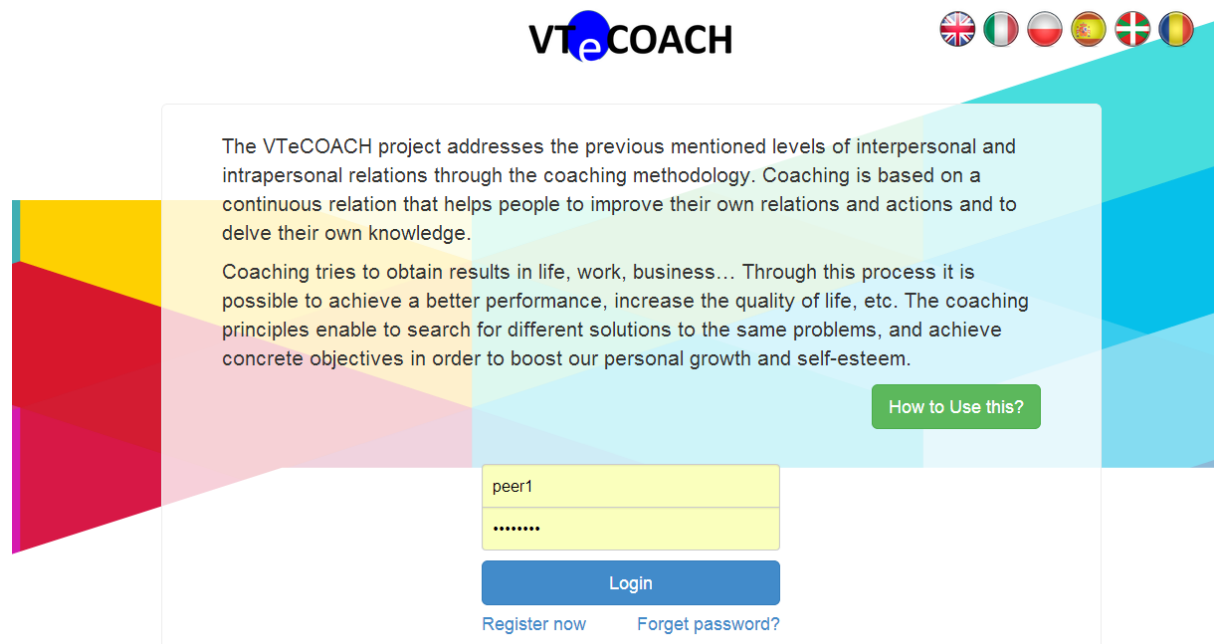 VTeCOACH
The VTeCOACH project addresses the previous mentioned levels of interpersonal and
intrapersonal relations through the coaching methodology. Coaching is based on a
continuous relation that helps people to improve their own relations and actions and to
delve their own knowledge.
Coaching tries to obtain results in life, work, business… Through this process it is
possible to achieve a better performance, increase the quality of life, etc. The coaching
principles enable to search for different solutions to the same problems, and achieve
concrete objectives in order to boost our personal growth and self-esteem.
How to Use this?
peer1
••••••••
Login
Register now Forget password?